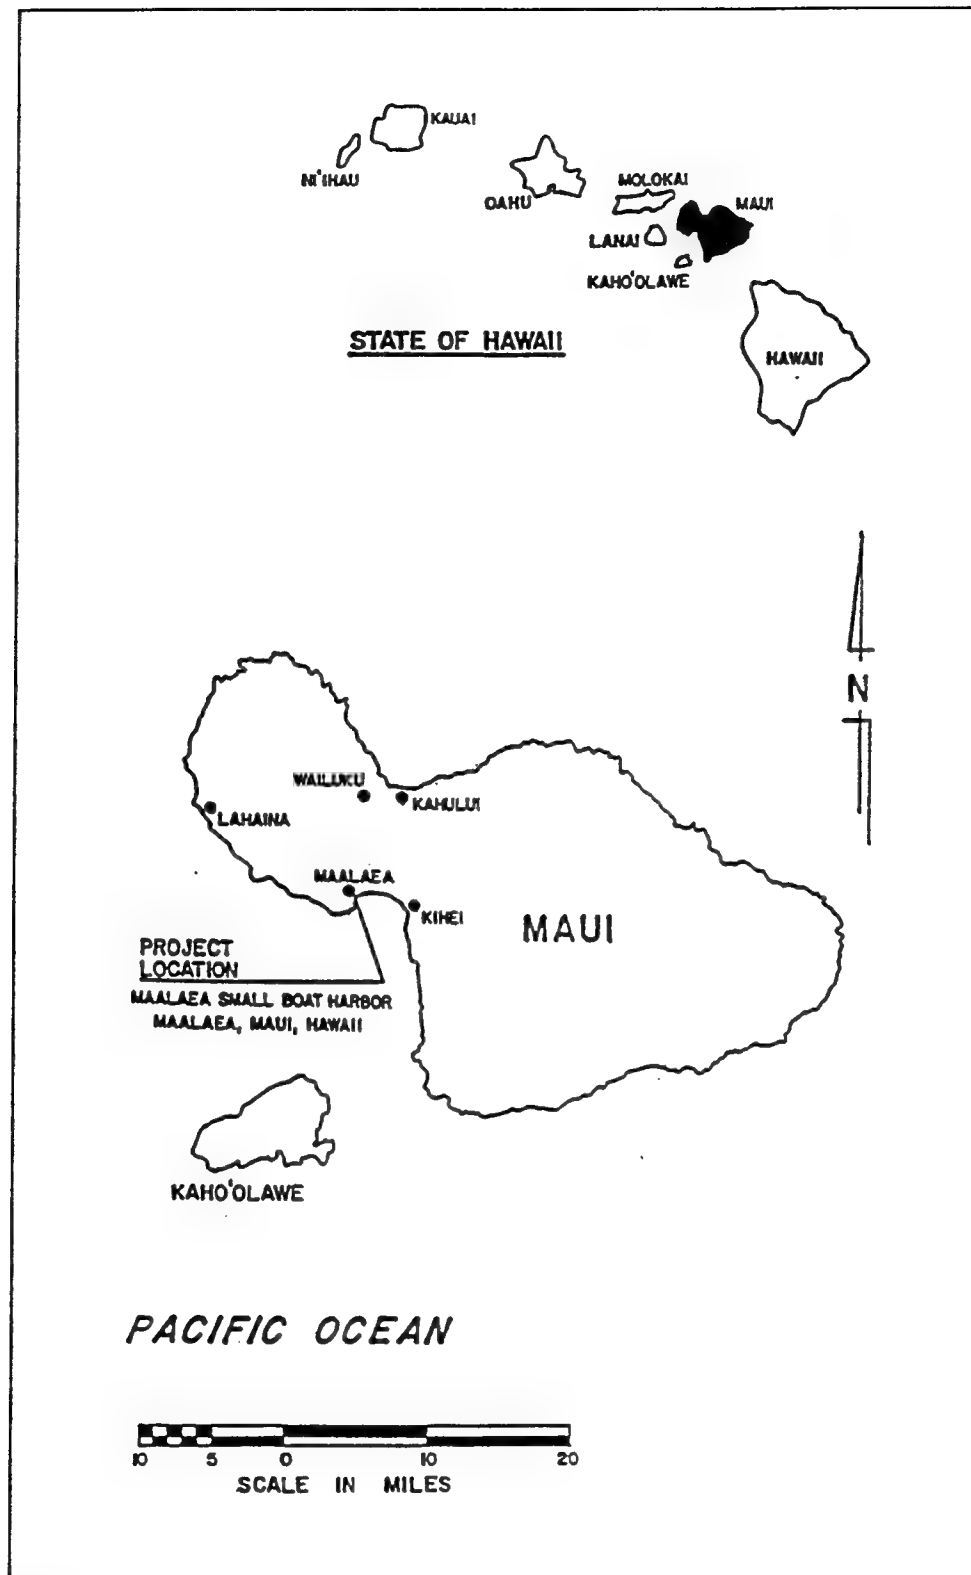 KAUAI
NI'IHAU
OAHU
MOLOKAI
MAUI
LANAI
KAHO'OLAWE
STATE OF HAWAII
HAWAII
N
WAILUKU
KAHULUI
LAHAINA
MAALAEA
KIHEI
MAUI
PROJECT
LOCATION
MAALAEA SMALL BOAT HARBOR
MAALAEA, MAUI, HAWAII
KAHO'OLAWE
PACIFIC OCEAN
10 5 0 10 20
SCALE IN MILES